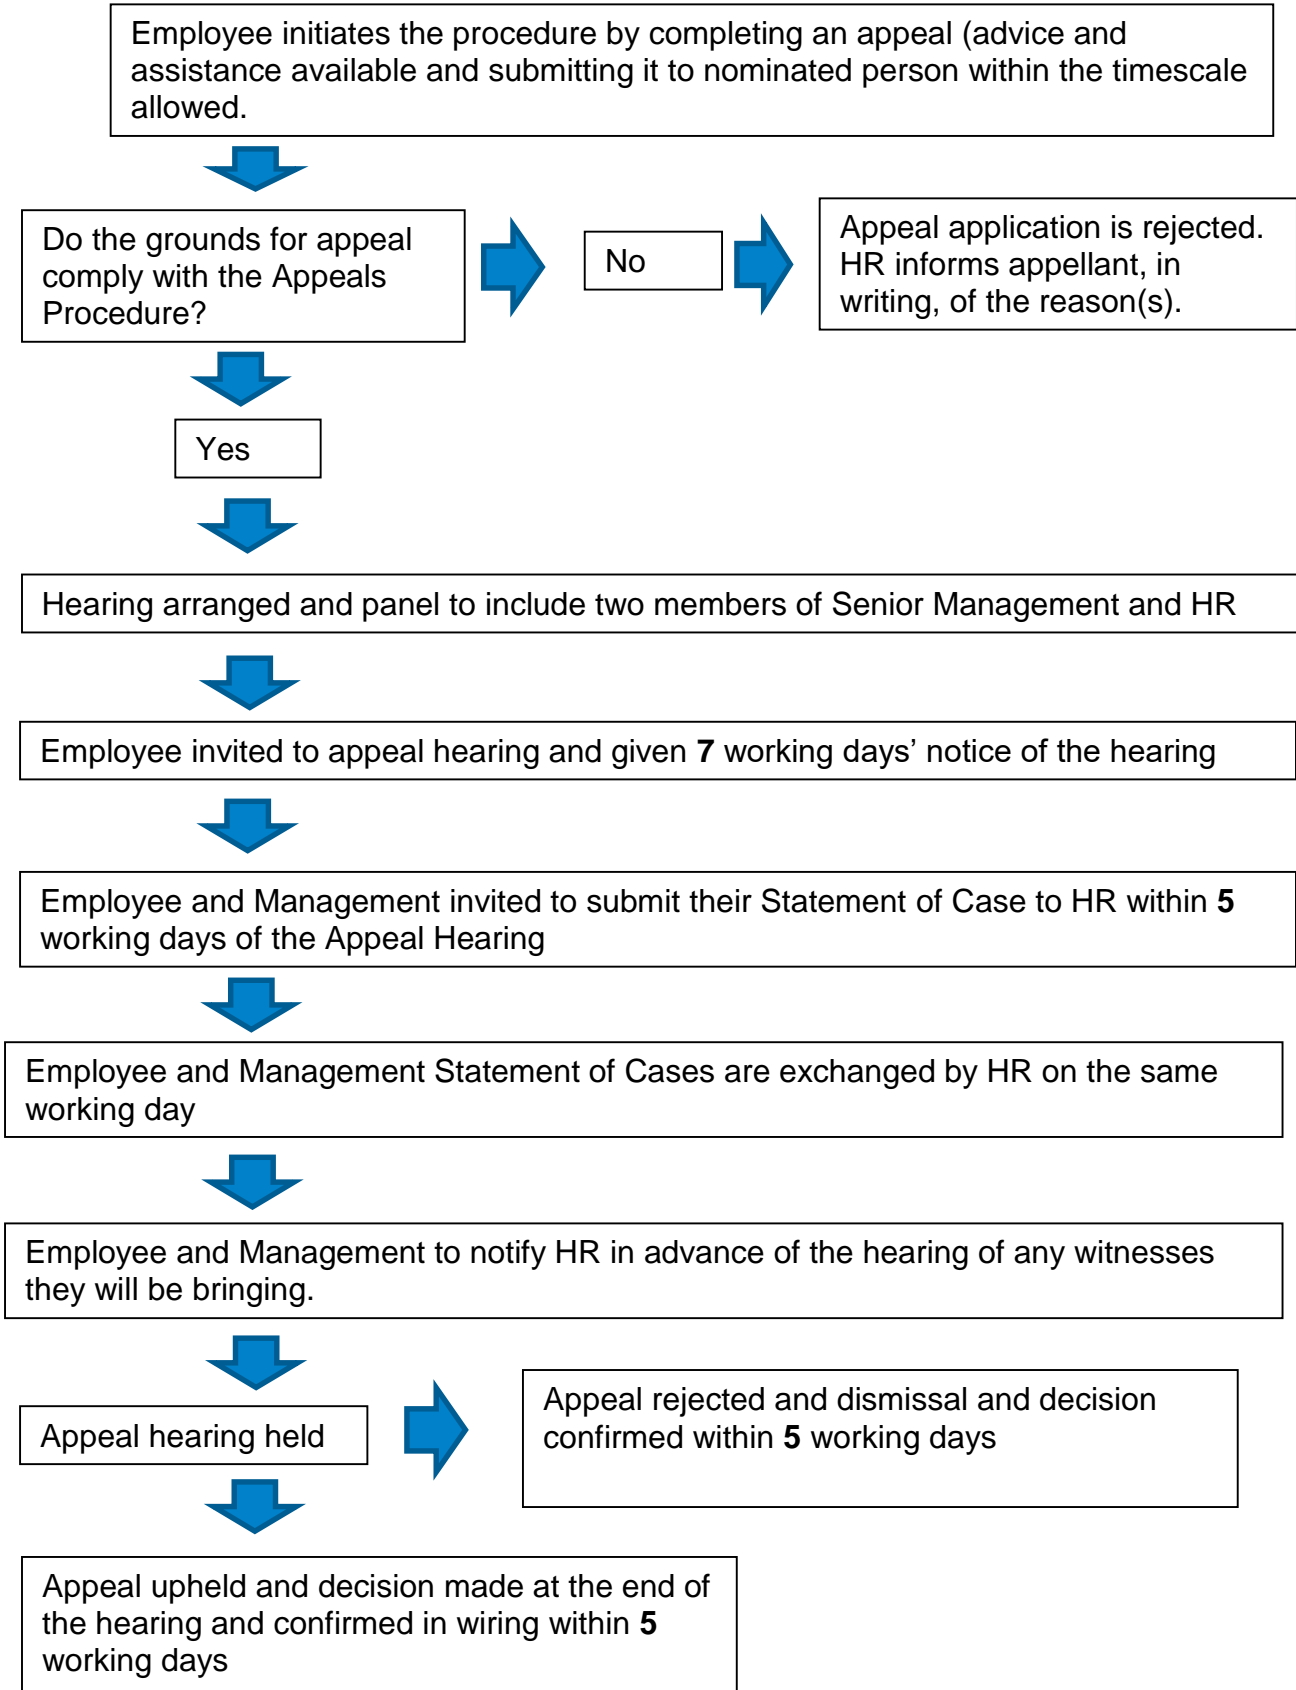 Employee initiates the procedure by completing an appeal (advice and
assistance available and submitting it to nominated person within the timescale
allowed.
Do the grounds for appeal
comply with the Appeals
Procedure?
No
Appeal application is rejected.
HR informs appellant, in
writing, of the reason(s).
Yes
Hearing arranged and panel to include two members of Senior Management and HR
Employee invited to appeal hearing and given 7 working days’ notice of the hearing
Employee and Management invited to submit their Statement of Case to HR within 5
working days of the Appeal Hearing
Employee and Management Statement of Cases are exchanged by HR on the same
working day
Employee and Management to notify HR in advance of the hearing of any witnesses
they will be bringing.
Appeal hearing held
Appeal rejected and dismissal and decision
confirmed within 5 working days
Appeal upheld and decision made at the end of
the hearing and confirmed in wiring within 5
working days